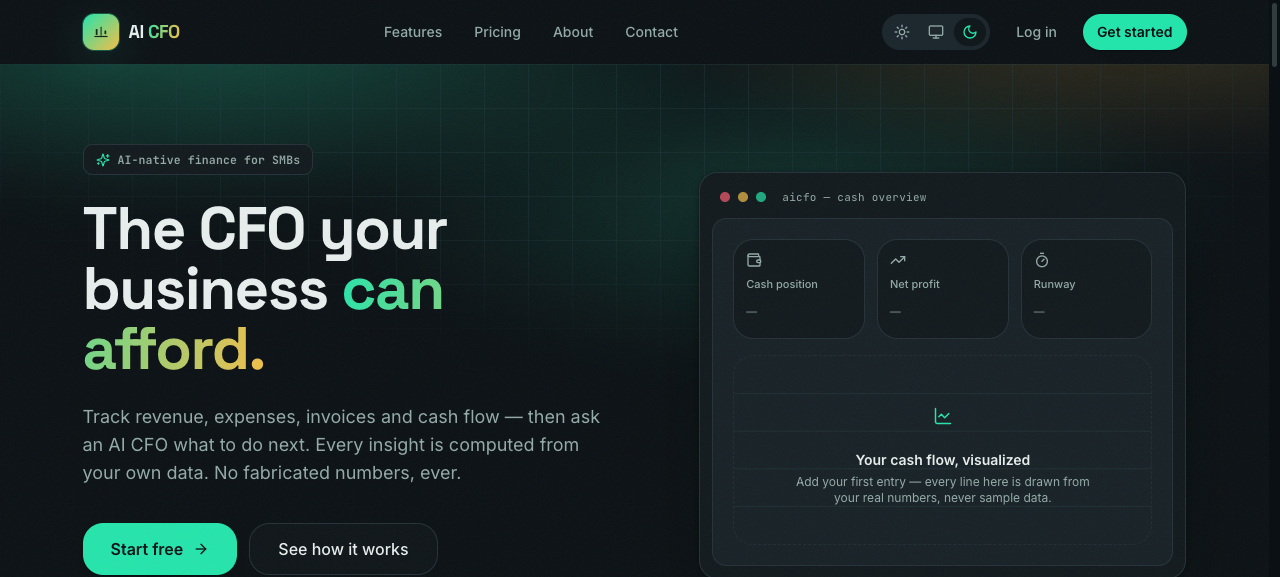 AI CFO
Features
Pricing
About
Contact
Log in
Get started
AI-native finance for SMBs
The CFO your
business can
afford.
Track revenue, expenses, invoices and cash flow — then ask
an AI CFO what to do next. Every insight is computed from
your own data. No fabricated numbers, ever.
Start free
See how it works
aicfo — cash overview
Cash position
—
Net profit
—
Runway
—
Your cash flow, visualized
Add your first entry — every line here is drawn from
your real numbers, never sample data.